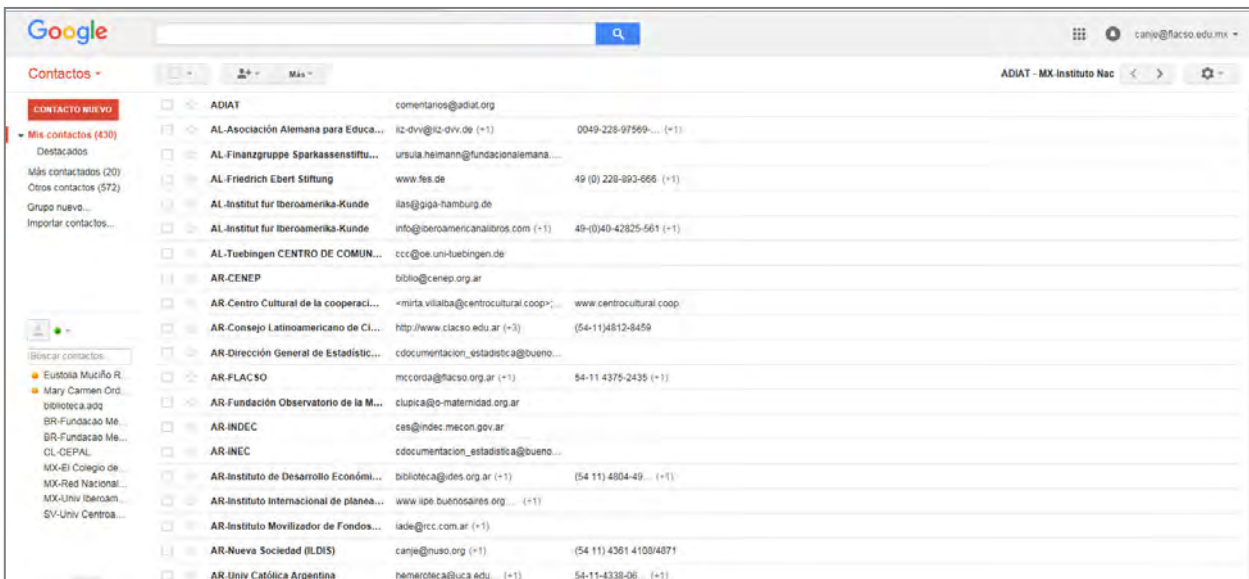 Google
canje@flacso.edu.mx
Contactos
Más
ADIAT - MX-Instituto Nac
CONTACTO NUEVO
Mis contactos (430)
Destacados
Más contactados (20)
Otros contactos (572)
Grupo nuevo...
Importar contactos...
Buscar contactos...
Eustolia Muciño R...
Mary Carmen Ord...
biblioteca.adq
BR-Fundacao Me...
BR-Fundacao Me...
CL-CEPAL
MX-El Colegio de...
MX-Red Nacional...
MX-Univ Iberoam...
SV-Univ Centroa...
ADIAT comentarios@adiat.org
AL-Asociación Alemana para Educa... iiz-dvv@iiz-dvv.de (+1) 0049-228-97569-... (+1)
AL-Finanzgruppe Sparkassenstiftu... ursula.heimann@fundacionalemana....
AL-Friedrich Ebert Stiftung www.fes.de 49 (0) 228-893-666 (+1)
AL-Institut fur Iberoamerika-Kunde ilas@giga-hamburg.de
AL-Institut fur Iberoamerika-Kunde info@iberoamericanalibros.com (+1) 49-(0)40-42825-561 (+1)
AL-Tuebingen CENTRO DE COMUN... ccc@oe.uni-tuebingen.de
AR-CENEP biblio@cenep.org.ar
AR-Centro Cultural de la cooperaci... <mirta.villalba@centrocultural.coop>;... www.centrocultural.coop
AR-Consejo Latinoamericano de Ci... http://www.clacso.edu.ar (+3) (54-11)4812-8459
AR-Dirección General de Estadístic... cdocumentacion_estadistica@bueno...
AR-FLACSO mccorda@flacso.org.ar (+1) 54-11 4375-2435 (+1)
AR-Fundación Observatorio de la M... clupica@o-maternidad.org.ar
AR-INDEC ces@indec.mecon.gov.ar
AR-INEC cdocumentacion_estadistica@bueno...
AR-Instituto de Desarrollo Económi... biblioteca@ides.org.ar (+1) (54 11) 4804-49... (+1)
AR-Instituto Internacional de planea... www.iipe.buenosaires.org.... (+1)
AR-Instituto Movilizador de Fondos... iade@rcc.com.ar (+1)
AR-Nueva Sociedad (ILDIS) canje@nuso.org (+1) (54 11) 4361 4108/4871
AR-Univ Católica Argentina hemeroteca@uca.edu.... (+1) 54-11-4338-06... (+1)